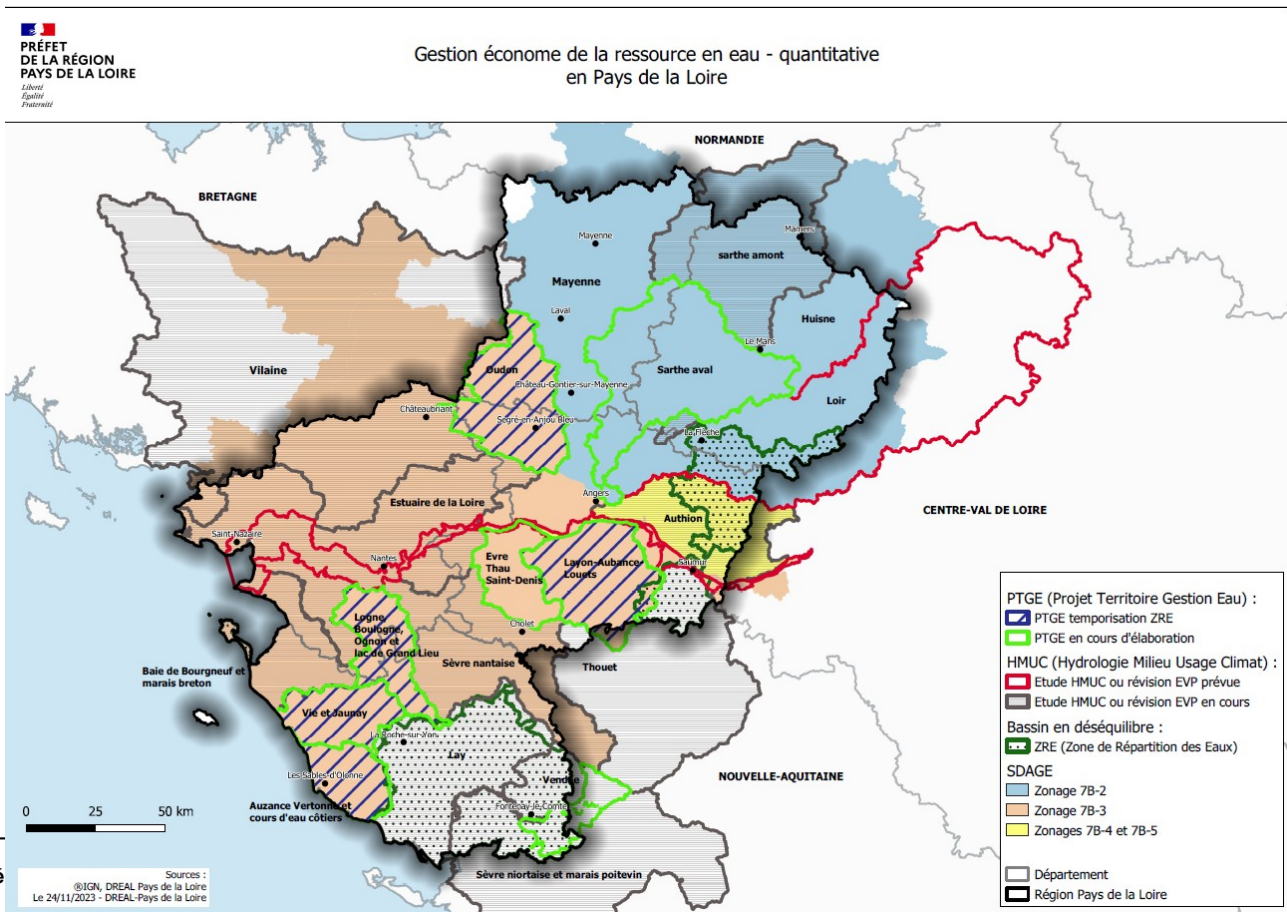 PRÉFET
DE LA RÉGION
PAYS DE LA LOIRE
Liberté
Égalité
Fraternité
Gestion économe de la ressource en eau - quantitative
en Pays de la Loire
NORMANDIE
BRETAGNE
Mayenne
Mamers
sarthe amont
Mayenne
Laval
Huisne
Le Mans
Vilaine
Oudon
Sarthe aval
Château-Gontier-sur-Mayenne
Loir
Châteaubriant
Segré-en-Anjou Bleu
La Flèche
Estuaire de la Loire
Angers
CENTRE-VAL DE LOIRE
Authion
Saint-Nazaire
Nantes
Evre
Thau
Saint-Denis
Layon-Aubance-
Louets
Saumur
Logne,
Boulogne,
Ognon et
lac de Grand Lieu
Cholet
Sèvre nantaise
Thouet
Baie de Bourgneuf et
marais breton
Vie et Jaunay
La Roche-sur-Yon
Lay
Les Sables-d'Olonne
Vendée
NOUVELLE-AQUITAINE
Auzance Vertonne et
cours d'eau côtiers
Fontenay-le-Comte
Sèvre niortaise et marais poitevin
0 25 50 km
PTGE (Projet Territoire Gestion Eau) :
PTGE temporisation ZRE
PTGE en cours d'élaboration
HMUC (Hydrologie Milieu Usage Climat) :
Etude HMUC ou révision EVP prévue
Etude HMUC ou révision EVP en cours
Bassin en déséquilibre :
ZRE (Zone de Répartition des Eaux)
SDAGE
Zonage 7B-2
Zonage 7B-3
Zonages 7B-4 et 7B-5
Département
Région Pays de la Loire
é
Sources :
®IGN, DREAL Pays de la Loire
Le 24/11/2023 - DREAL-Pays de la Loire